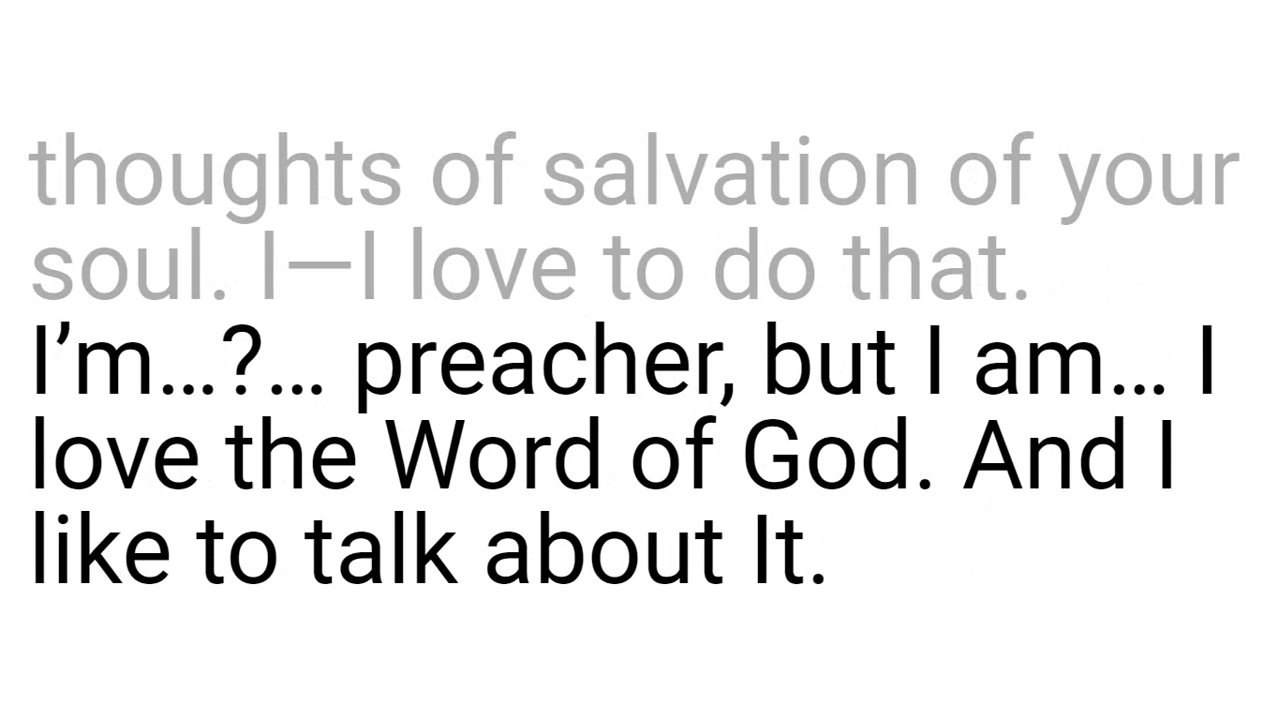 thoughts of salvation of your
soul. I—I love to do that.
I’m…?… preacher, but I am… I
love the Word of God. And I
like to talk about It.